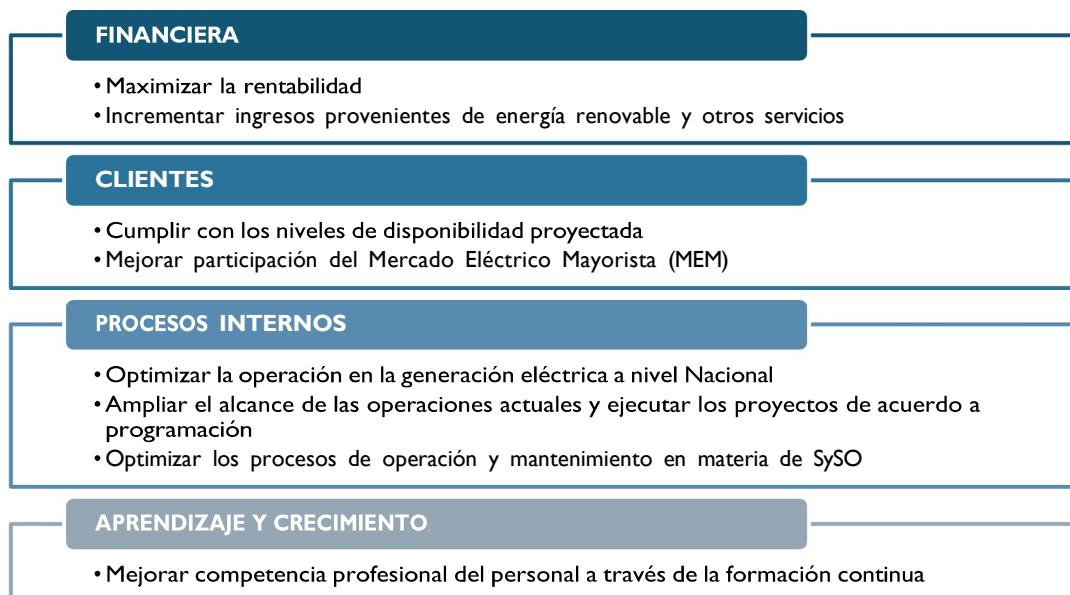 FINANCIERA
• Maximizar la rentabilidad
• Incrementar ingresos provenientes de energía renovable y otros servicios
CLIENTES
• Cumplir con los niveles de disponibilidad proyectada
• Mejorar participación del Mercado Eléctrico Mayorista (MEM)
PROCESOS INTERNOS
• Optimizar la operación en la generación eléctrica a nivel Nacional
• Ampliar el alcance de las operaciones actuales y ejecutar los proyectos de acuerdo a
programación
• Optimizar los procesos de operación y mantenimiento en materia de SySO
APRENDIZAJE Y CRECIMIENTO
• Mejorar competencia profesional del personal a través de la formación continua